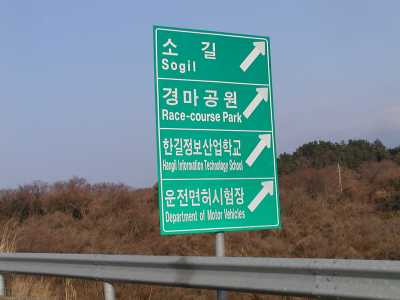 소 길
Sogil
경마공원
Race-course Park
한길정보산업학교
Hangil Information Technology School
운전면허시험장
Department of Motor Vehicles